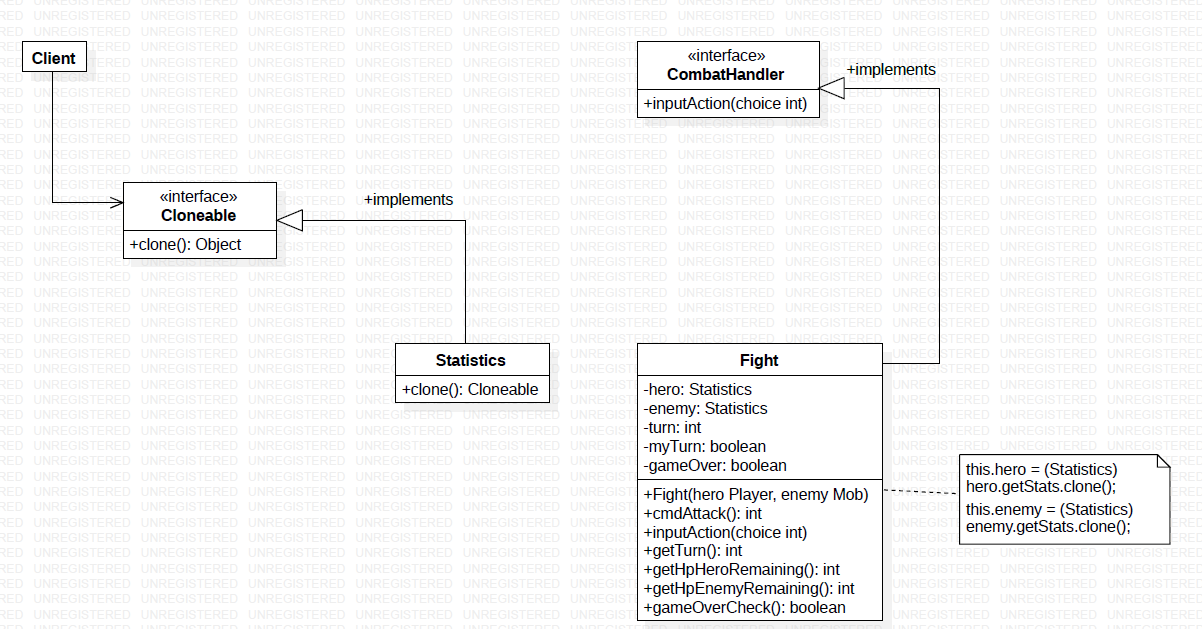 Client
«interface»
Cloneable
+clone(): Object
+implements
Statistics
+clone(): Cloneable
«interface»
CombatHandler
+inputAction(choice int)
+implements
Fight
-hero: Statistics
-enemy: Statistics
-turn: int
-myTurn: boolean
-gameOver: boolean
+Fight(hero Player, enemy Mob)
+cmdAttack(): int
+inputAction(choice int)
+getTurn(): int
+getHpHeroRemaining(): int
+getHpEnemyRemaining(): int
+gameOverCheck(): boolean
this.hero = (Statistics)
hero.getStats.clone();
this.enemy = (Statistics)
enemy.getStats.clone();
UNREGISTERED